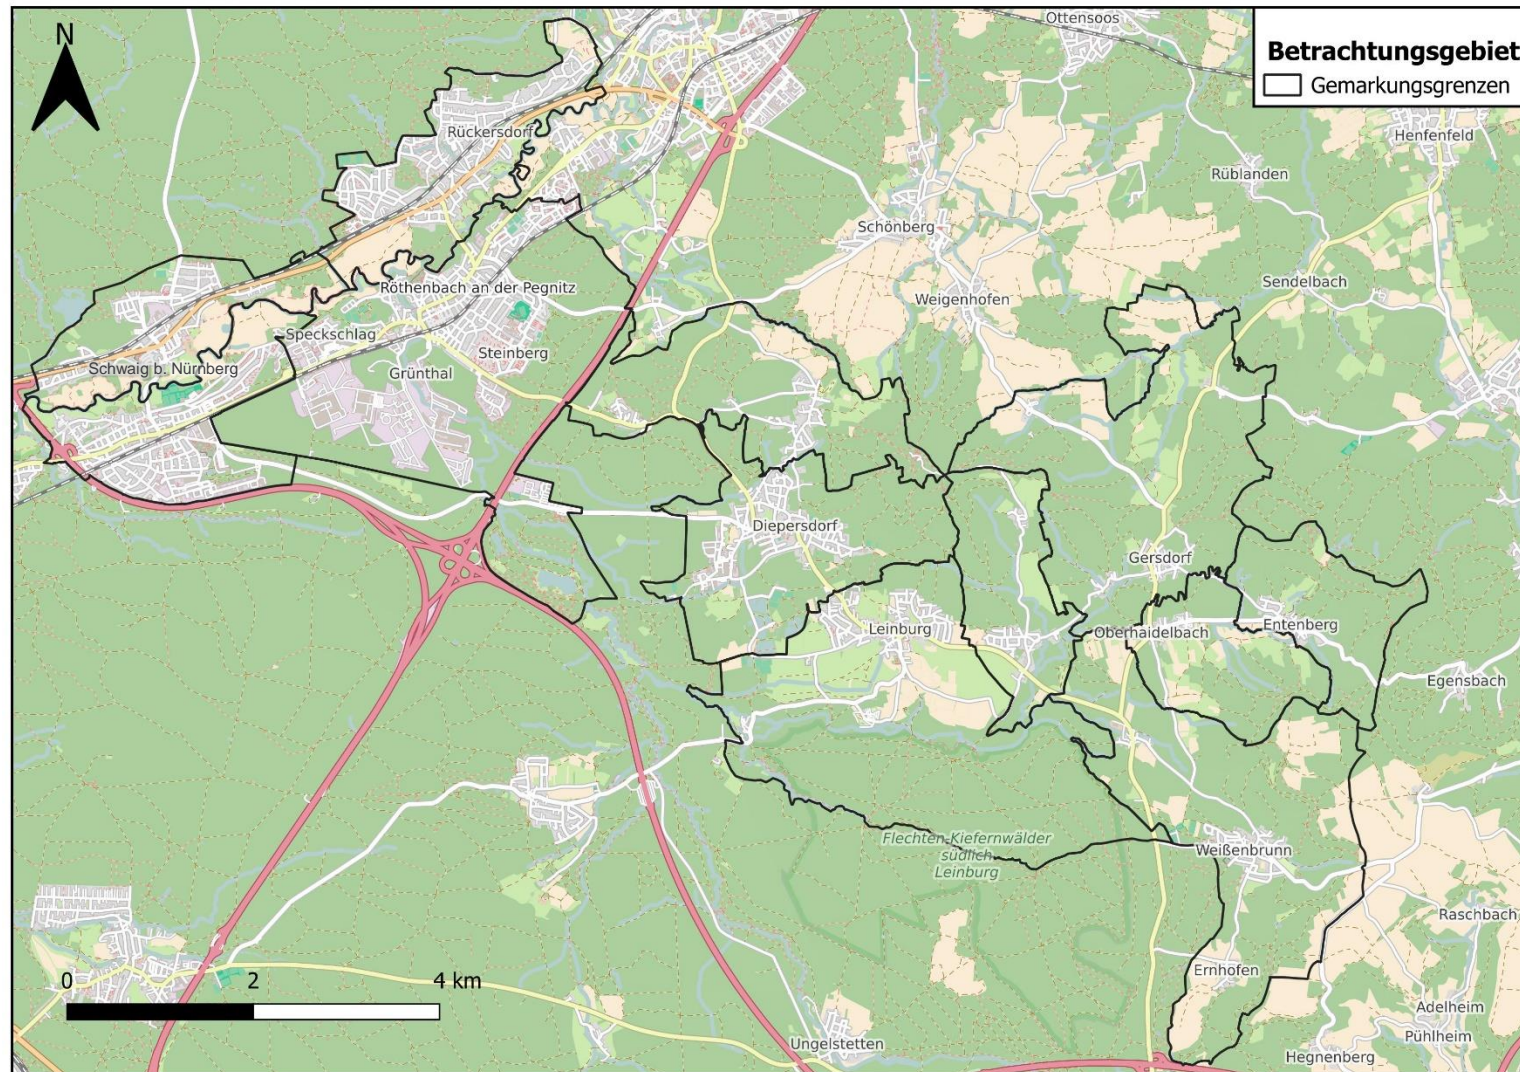 N
Ottensoos
Betrachtungsgebiet
Gemarkungsgrenzen
Rückersdorf
Henfenfeld
Rüblanden
Schönberg
Sendelbach
Röthenbach an der Pegnitz
Weigenhofen
Speckschlag
Steinberg
Schwaig b. Nürnberg
Grünthal
Diepersdorf
Gersdorf
Leinburg
Oberhaidelbach
Entenberg
Egensbach
Flechten-Kiefernwälder
südlich
Leinburg
Weißenbrunn
Raschbach
Ernhofen
0 2 4 km
Adelheim
Pühlheim
Ungelstetten
Hegnenberg